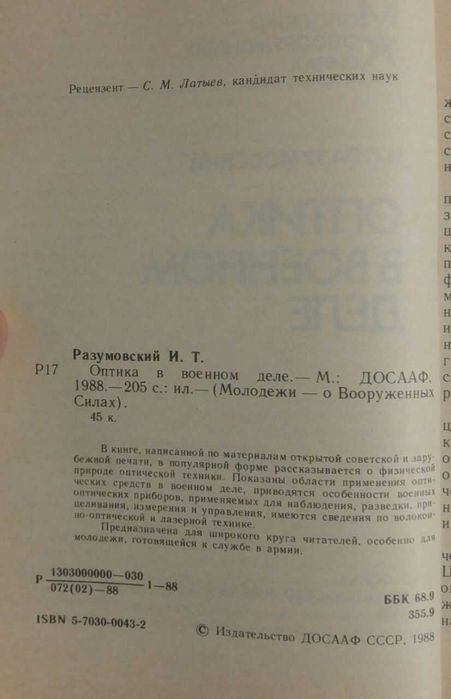 Рецензент — С. М. Латыев, кандидат технических наук
ОПТИКА
В ВОЕННОМ
ДЕЛЕ
Разумовский И. Т.
Р17
Оптика в военном деле.— М.: ДОСААФ,
1988.—205 с.: ил.— (Молодежи — о Вооруженных
Силах).
45 к.
В книге, написанной по материалам открытой советской и зару-
бежной печати, в популярной форме рассказывается о физической
природе оптической техники. Показаны области применения опти-
ческих средств в военном деле, приводятся особенности военных
оптических приборов, применяемых для наблюдения, разведки, при-
целивания, измерения и управления, имеются сведения по волокон-
но-оптической и лазерной технике.
Предназначена для широкого круга читателей, особенно для
молодежи, готовящейся к службе в армии.
Р 1303000000—030
072(02)—88 1—88
ББК 68.9
355.9
ISBN 5-7030-0043-2
© Издательство ДОСААФ СССР, 1988